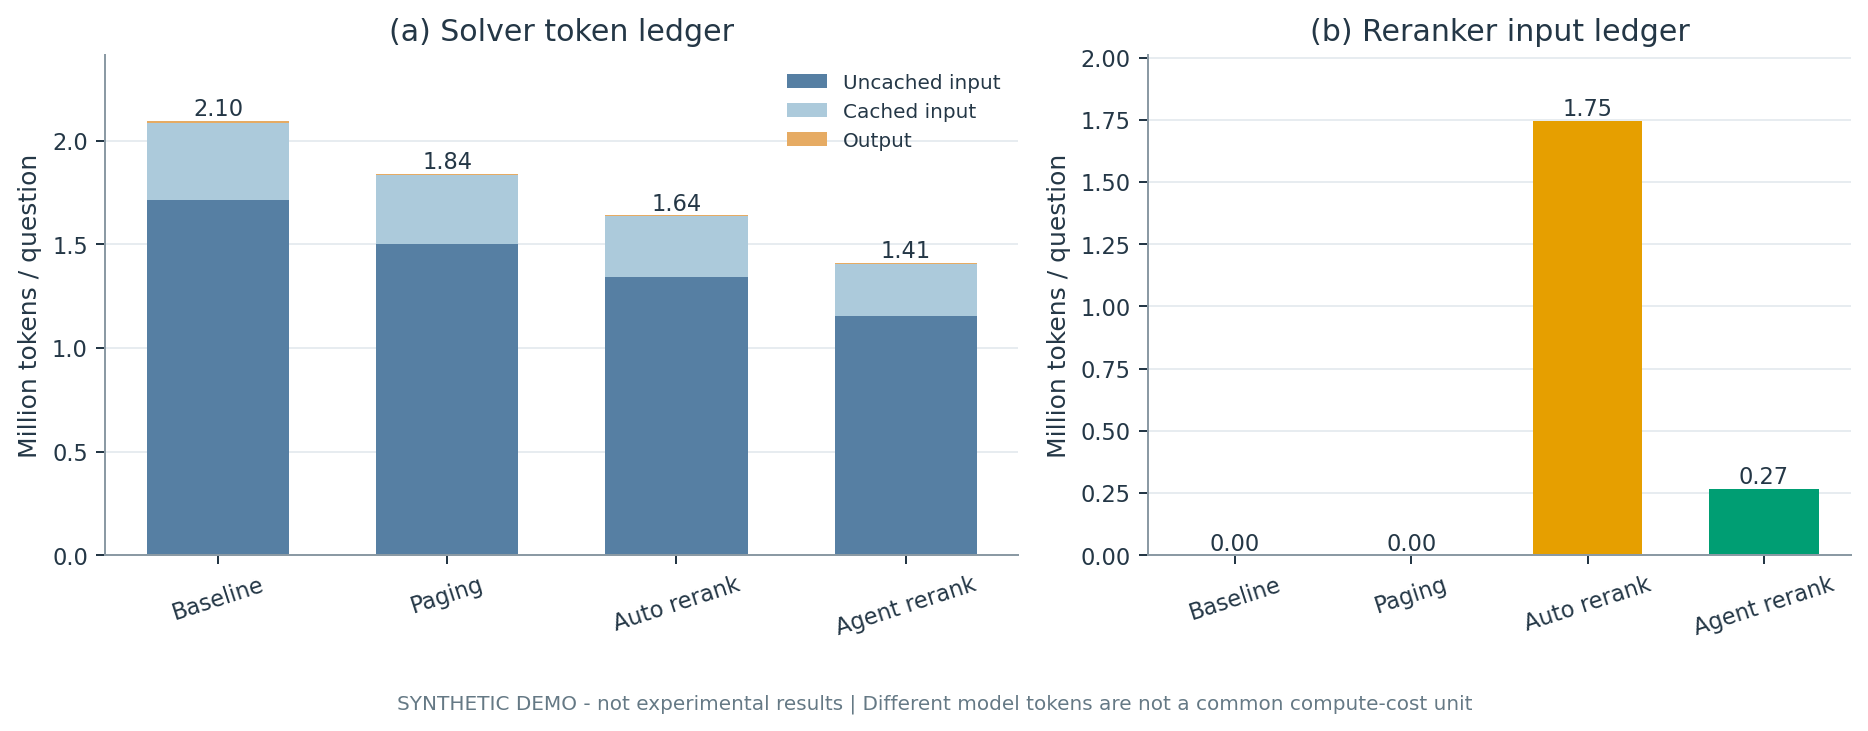 (a) Solver token ledger
Million tokens / question
2.0
1.5
1.0
0.5
0.0
2.10
1.84
1.64
1.41
Uncached input
Cached input
Output
Baseline
Paging
Auto rerank
Agent rerank
(b) Reranker input ledger
Million tokens / question
2.00
1.75
1.50
1.25
1.00
0.75
0.50
0.25
0.00
0.00
0.00
1.75
0.27
Baseline
Paging
Auto rerank
Agent rerank
SYNTHETIC DEMO - not experimental results | Different model tokens are not a common compute-cost unit